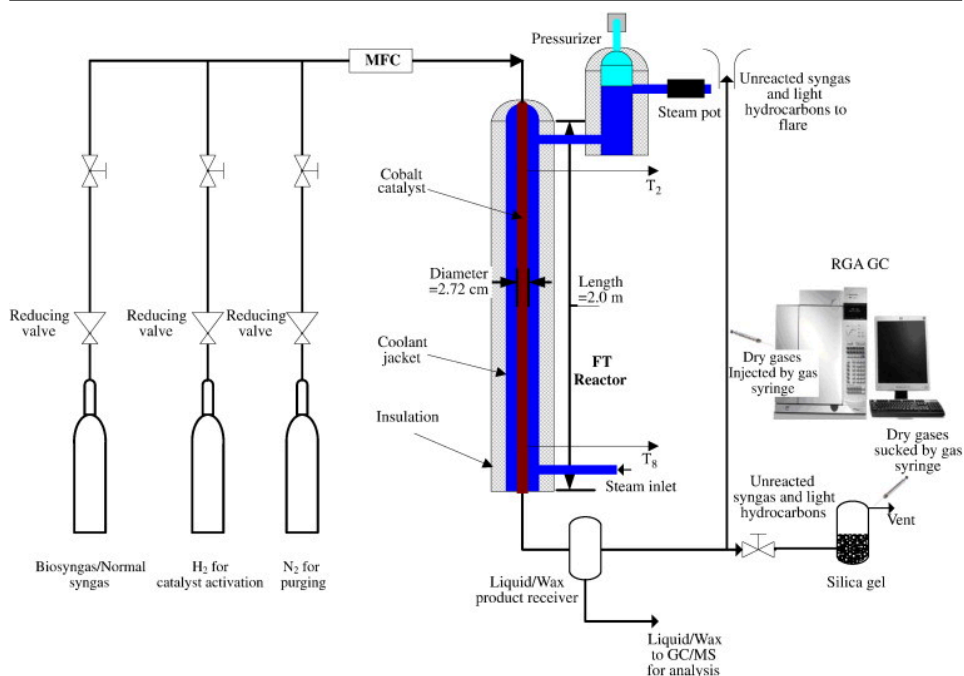 Pressurizer
MFC
Unreacted syngas
and light
hydrocarbons to
flare
Steam pot
T2
Cobalt
catalyst
RGA GC
Diameter
=2.72 cm
Length
=2.0 m
Reducing
valve
Reducing
valve
Reducing
valve
Dry gases
Injected by gas
syringe
Coolant
jacket
FT
Reactor
Insulation
Dry gases
sucked by gas
syringe
T8
Steam inlet
Unreacted
syngas and light
hydrocarbons
Vent
Biosyngas/Normal
syngas
H2 for
catalyst activation
N2 for
purging
Liquid/Wax
product receiver
Silica gel
Liquid/Wax
to GC/MS
for analysis